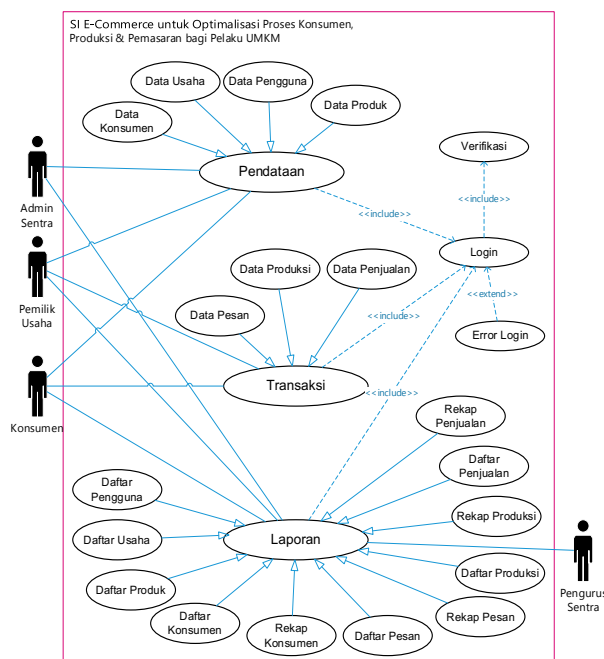 SI E-Commerce untuk Optimalisasi Proses Konsumen,
Produksi & Pemasaran bagi Pelaku UMKM
Data Usaha
Data Pengguna
Data
Konsumen
Data Produk
Pendataan
Verifikasi
Admin
Sentra
<<include>>
<<include>>
Login
Data Produksi
Data Penjualan
Pemilik
Usaha
Data Pesan
<<include>>
<<extend>>
Error Login
Transaksi
Konsumen
<<include>>
Rekap
Penjualan
Daftar
Pengguna
Daftar
Penjualan
Daftar Usaha
Rekap Produksi
Laporan
Daftar Produk
Daftar Produksi
Pengurus
Sentra
Daftar
Konsumen
Rekap
Konsumen
Daftar Pesan
Rekap Pesan